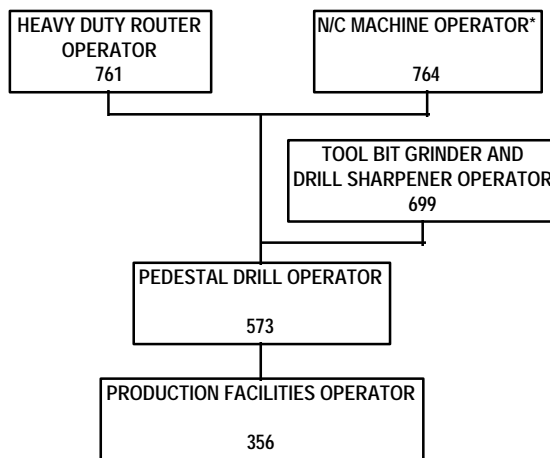 HEAVY DUTY ROUTER
OPERATOR
761
N/C MACHINE OPERATOR*
764
TOOL BIT GRINDER AND
DRILL SHARPENER OPERATOR
699
PEDESTAL DRILL OPERATOR
573
PRODUCTION FACILITIES OPERATOR
356